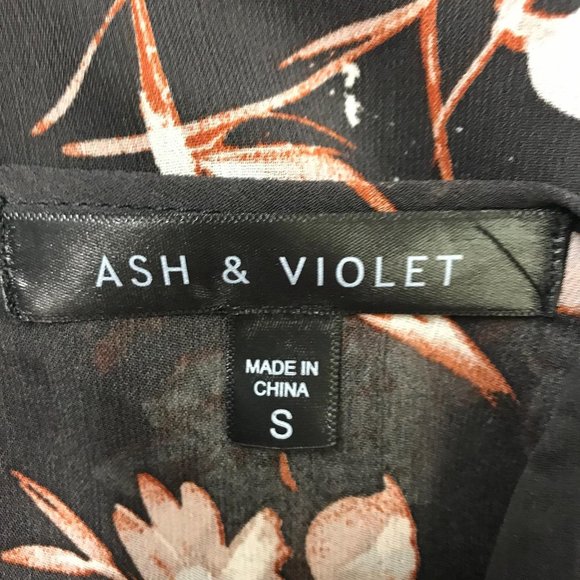 ASH & VIOLET
MADE IN
CHINA
S